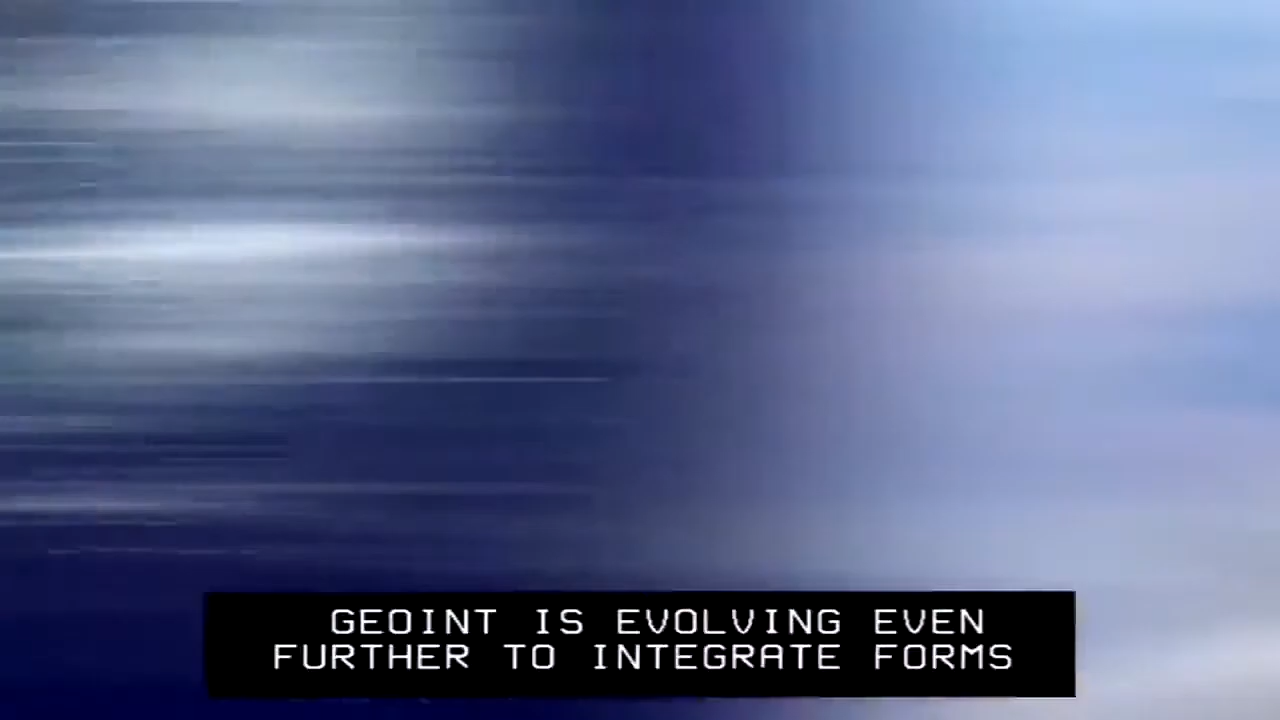 GEOINT IS EVOLVING EVEN
FURTHER TO INTEGRATE FORMS